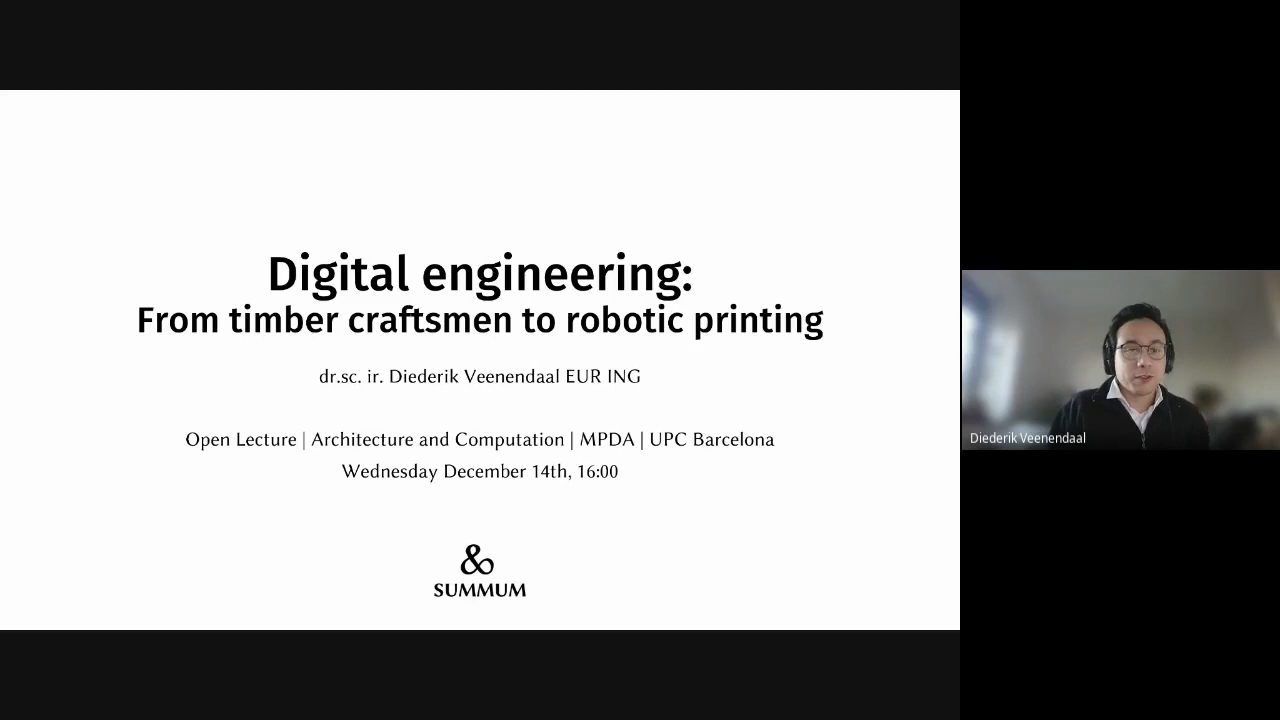 Digital engineering:
From timber craftsmen to robotic printing
dr.sc. ir. Diederik Veenendaal EUR ING
Open Lecture | Architecture and Computation | MPDA | UPC Barcelona
Wednesday December 14th, 16:00
&
SUMMUM
Diederik Veenendaal